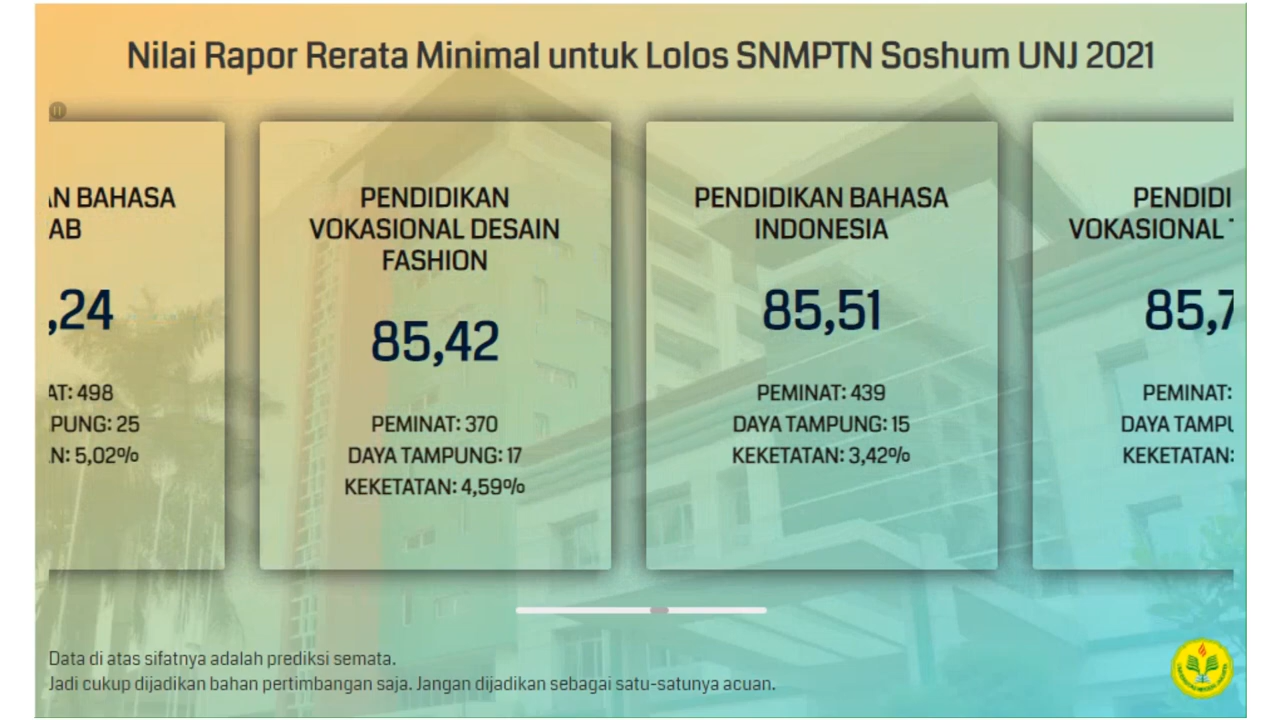 Nilai Rapor Rerata Minimal untuk Lolos SNMPTN Soshum UNJ 2021
N BAHASA
AB
,24
AT: 498
PUNG: 25
N: 5,02%
PENDIDIKAN
VOKASIONAL DESAIN
FASHION
85,42
PEMINAT: 370
DAYA TAMPUNG: 17
KEKETATAN: 4,59%
PENDIDIKAN BAHASA
INDONESIA
85,51
PEMINAT: 439
DAYA TAMPUNG: 15
KEKETATAN: 3,42%
PENDIDI
VOKASIONAL
85,7
PEMINAT:
DAYA TAMPU
KEKETATAN:
Data di atas sifatnya adalah prediksi semata.
Jadi cukup dijadikan bahan pertimbangan saja. Jangan dijadikan sebagai satu-satunya acuan.